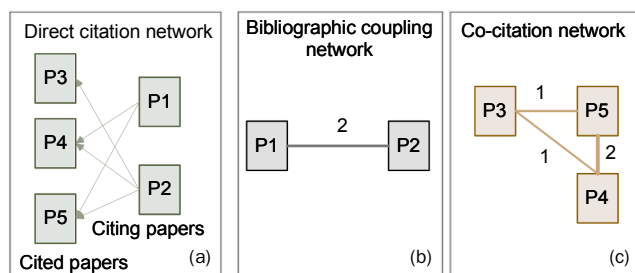 Direct citation network
P3
P1
P4
P2
P5
Citing papers
(a)
Cited papers
Bibliographic coupling
network
2
P1
P2
(b)
Co-citation network
1
P3
P5
1
2
P4
(c)